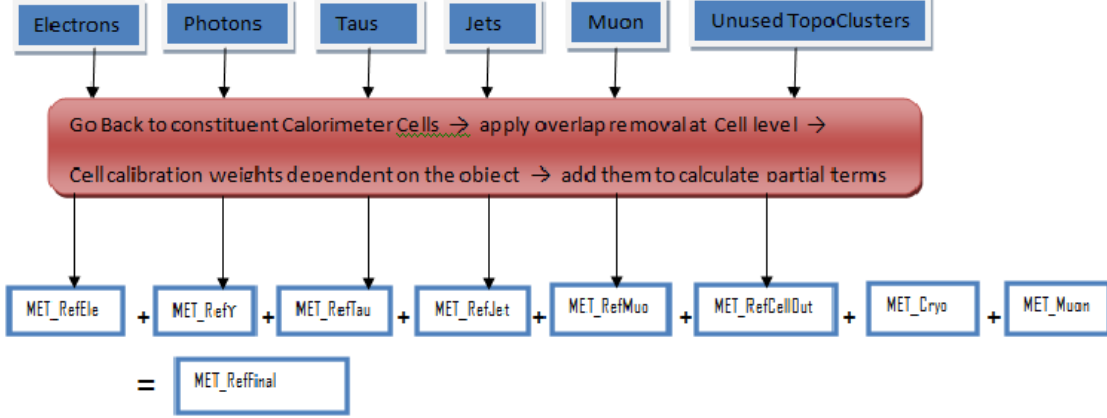 Electrons Photons Taus Jets Muon Unused TopoClusters
Go Back to constituent Calorimeter Cells → apply overlap removal at Cell level →
Cell calibration weights dependent on the object → add them to calculate partial terms
MET_RefEle + MET_Refγ + MET_RefTau + MET_RefJet + MET_RefMuo + MET_RefCellOut + MET_Cryo + MET_Muon
= MET_RefFinal